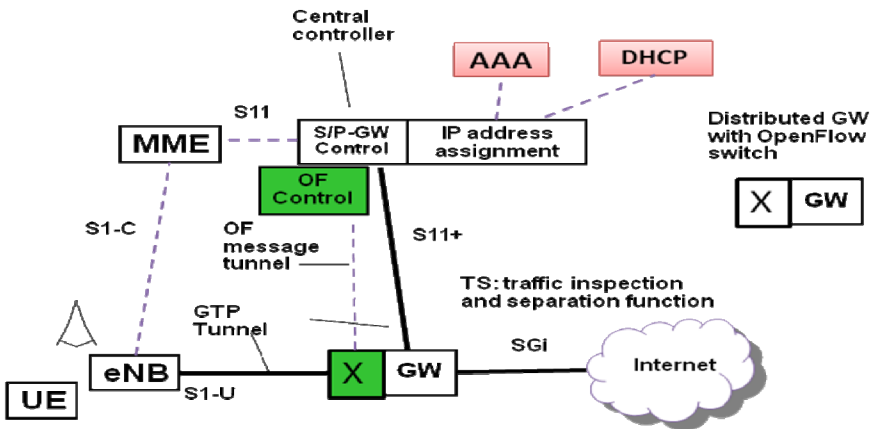 Central
controller
AAA
DHCP
S11
MME
S/P-GW
Control
IP address
assignment
Distributed GW
with OpenFlow
switch
OF
Control
X
GW
S1-C
OF
message
tunnel
S11+
TS: traffic inspection
and separation function
GTP
Tunnel
SGi
Internet
eNB
X
GW
S1-U
UE